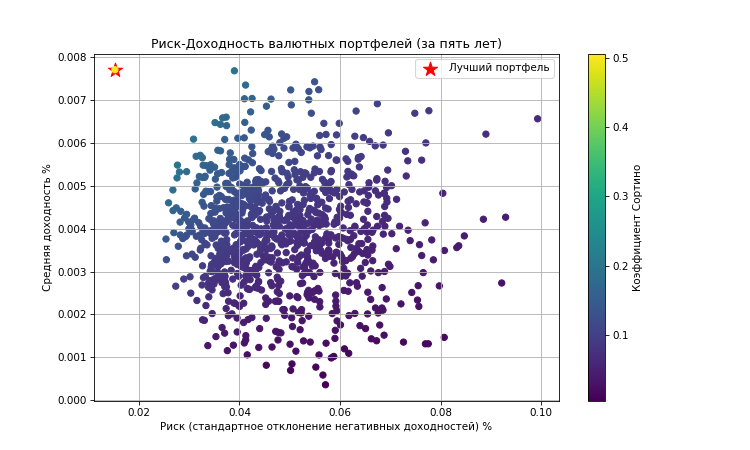 Риск-Доходность валютных портфелей (за пять лет)
Лучший портфель
Средняя доходность %
0.008
0.007
0.006
0.005
0.004
0.003
0.002
0.001
0.000
0.02 0.04 0.06 0.08 0.10
Риск (стандартное отклонение негативных доходностей) %
0.5
0.4
0.3
0.2
0.1
Коэффициент Сортино